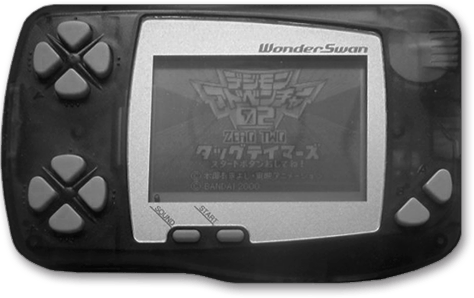 WonderSwan
デジモン
アドベンチャー
02
ZERO TWO
タッグテイマーズ
スタートボタンおしてね!
©BANDAI 2000
SOUND
START
A
B